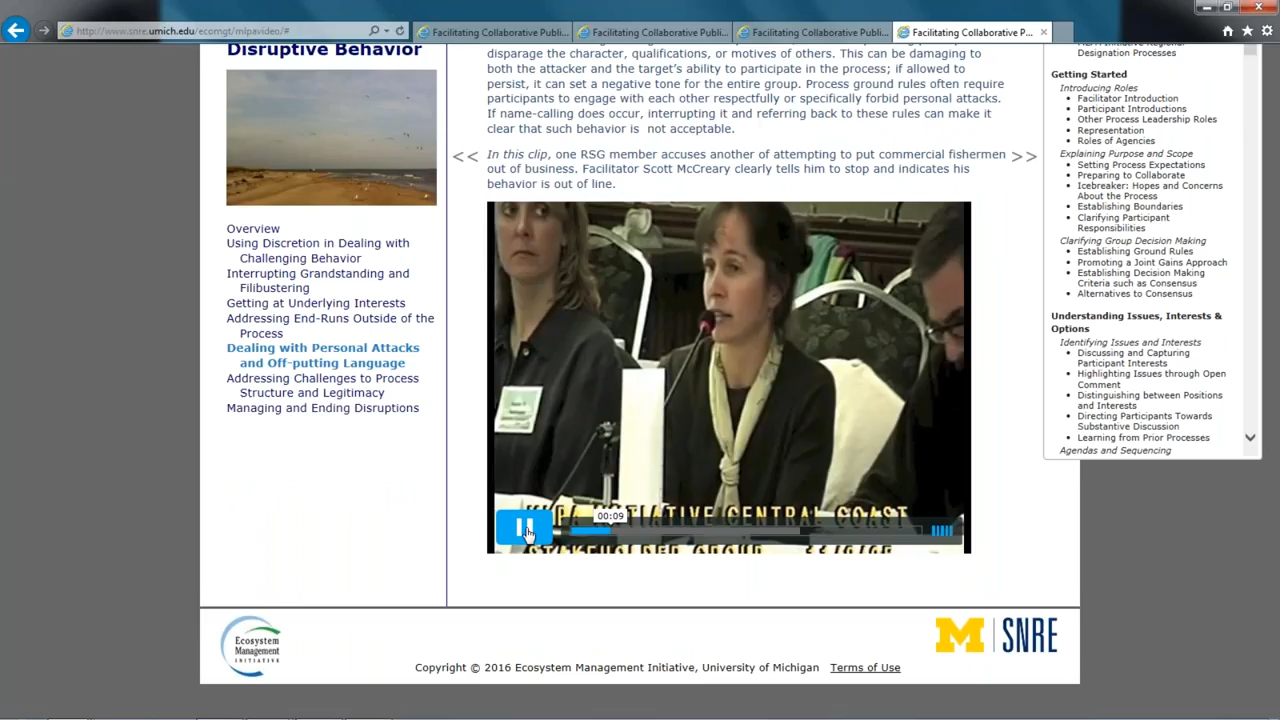 http://www.snre.umich.edu/ecomgt/mlpavideo/#
Facilitating Collaborative Publi...
Facilitating Collaborative Publi...
Facilitating Collaborative Publi...
Facilitating Collaborative P...
Disruptive Behavior
Overview
Using Discretion in Dealing with
Challenging Behavior
Interrupting Grandstanding and
Filibustering
Getting at Underlying Interests
Addressing End-Runs Outside of the
Process
Dealing with Personal Attacks
and Off-putting Language
Addressing Challenges to Process
Structure and Legitimacy
Managing and Ending Disruptions
disparage the character, qualifications, or motives of others. This can be damaging to
both the attacker and the target's ability to participate in the process; if allowed to
persist, it can set a negative tone for the entire group. Process ground rules often require
participants to engage with each other respectfully or specifically forbid personal attacks.
If name-calling does occur, interrupting it and referring back to these rules can make it
clear that such behavior is not acceptable.
<<
In this clip, one RSG member accuses another of attempting to put commercial fishermen
out of business. Facilitator Scott McCreary clearly tells him to stop and indicates his
behavior is out of line.
>>
00:09
INITIATIVE CENTRAL COAST
STAKEHOLDER GROUP
Designation Processes
Getting Started
Introducing Roles
• Facilitator Introduction
• Participant Introductions
• Other Process Leadership Roles
• Representation
• Roles of Agencies
Explaining Purpose and Scope
• Setting Process Expectations
• Preparing to Collaborate
• Icebreaker: Hopes and Concerns
About the Process
• Establishing Boundaries
• Clarifying Participant
Responsibilities
Clarifying Group Decision Making
• Establishing Ground Rules
• Promoting a Joint Gains Approach
• Establishing Decision Making
Criteria such as Consensus
• Alternatives to Consensus
Understanding Issues, Interests &
Options
Identifying Issues and Interests
• Discussing and Capturing
Participant Interests
• Highlighting Issues through Open
Comment
• Distinguishing between Positions
and Interests
• Directing Participants Towards
Substantive Discussion
• Learning from Prior Processes
Agendas and Sequencing
Ecosystem
Management
INITIATIVE
M SNRE
Copyright © 2016 Ecosystem Management Initiative, University of Michigan Terms of Use